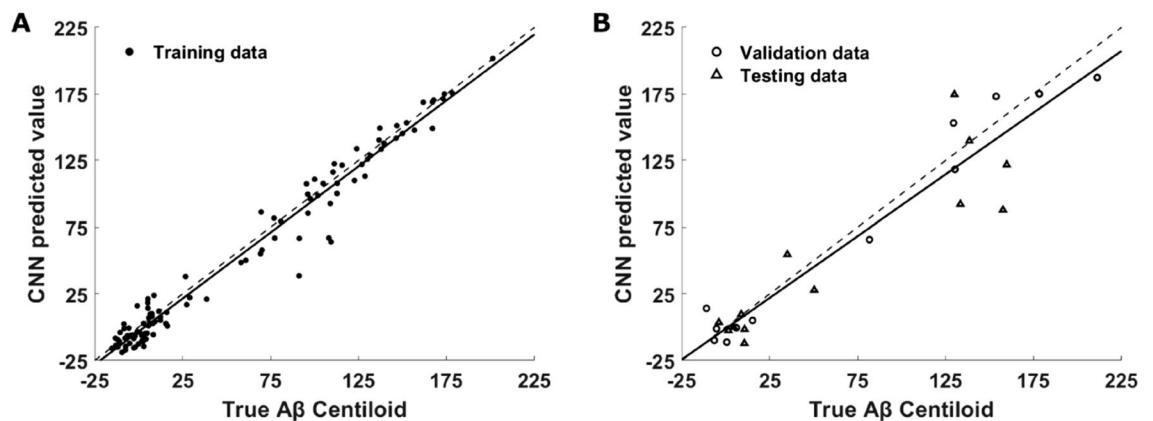 A
225
175
125
75
25
-25
-25 25 75 125 175 225
CNN predicted value
True Aβ Centiloid
Training data
B
225
175
125
75
25
-25
-25 25 75 125 175 225
CNN predicted value
True Aβ Centiloid
Validation data
Testing data